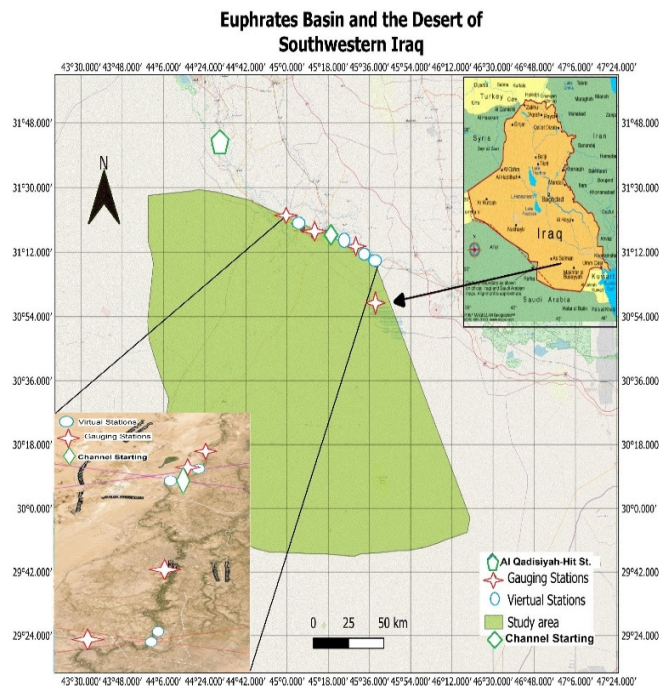 Euphrates Basin and the Desert of
Southwestern Iraq
43°30.000' 43°48.000' 44°6.000' 44°24.000' 44°42.000' 45°0.000' 45°18.000' 45°36.000' 45°54.000' 46°12.000' 46°30.000' 46°48.000' 47°6.000' 47°24.000'
31°48.000'
31°30.000'
31°12.000'
30°54.000'
30°36.000'
30°18.000'
30°0.000'
29°42.000'
29°24.000'
N
Turkey
Syria
Iran
Baghdad
Iraq
Kuwait
Saudi Arabia
Virtual Stations
Gauging Stations
Channel Starting
Al Qadisiyah-Hit St.
Gauging Stations
Viertual Stations
Study area
Channel Starting
0 25 50 km
31°48.000'
31°30.000'
31°12.000'
30°54.000'
30°36.000'
30°18.000'
30°0.000'
29°42.000'
29°24.000'
43°30.000' 43°48.000' 44°6.000' 44°24.000' 44°42.000' 45°0.000' 45°18.000' 45°36.000' 45°54.000' 46°12.000' 46°30.000' 46°48.000' 47°6.000' 47°24.000'